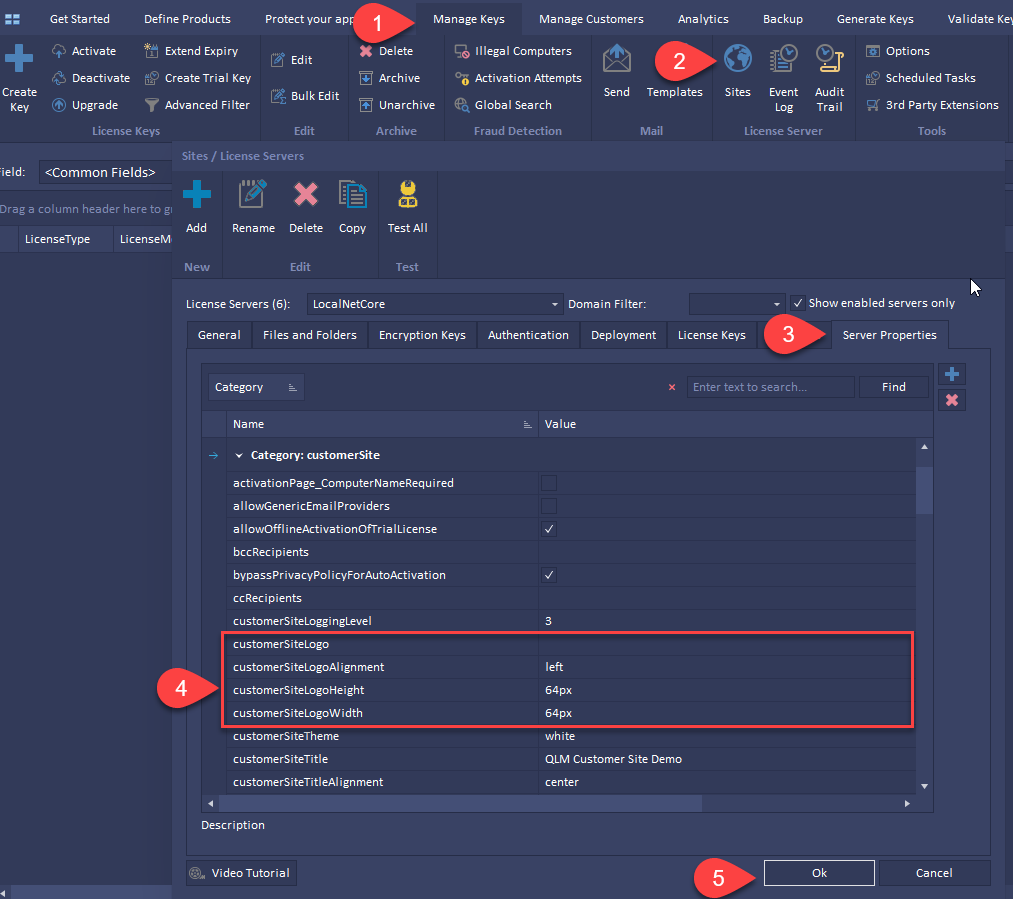 Get Started Define Products Protect your app 1 Manage Keys Manage Customers Analytics Backup Generate Keys Validate Key
Create Key
Activate
Deactivate
Upgrade
Extend Expiry
Create Trial Key
Advanced Filter
License Keys
Edit
Bulk Edit
Edit
Delete
Archive
Unarchive
Archive
Illegal Computers
Activation Attempts
Global Search
Fraud Detection
Send
Templates
Mail
2
Sites
Event Log
Audit Trail
License Server
Options
Scheduled Tasks
3rd Party Extensions
Tools
ield: <Common Fields>
Drag a column header here to gr
LicenseType LicenseM
Sites / License Servers
Add
New
Rename Delete Copy
Edit
Test All
Test
License Servers (6): LocalNetCore Domain Filter: Show enabled servers only
General Files and Folders Encryption Keys Authentication Deployment License Keys 3 Server Properties
Category Enter text to search... Find
Name Value
Category: customerSite
activationPage_ComputerNameRequired
allowGenericEmailProviders
allowOfflineActivationOfTrialLicense
bccRecipients
bypassPrivacyPolicyForAutoActivation
ccRecipients
customerSiteLoggingLevel 3
customerSiteLogo
customerSiteLogoAlignment left
4
customerSiteLogoHeight 64px
customerSiteLogoWidth 64px
customerSiteTheme white
customerSiteTitle QLM Customer Site Demo
customerSiteTitleAlignment center
Description
Video Tutorial 5 Ok Cancel